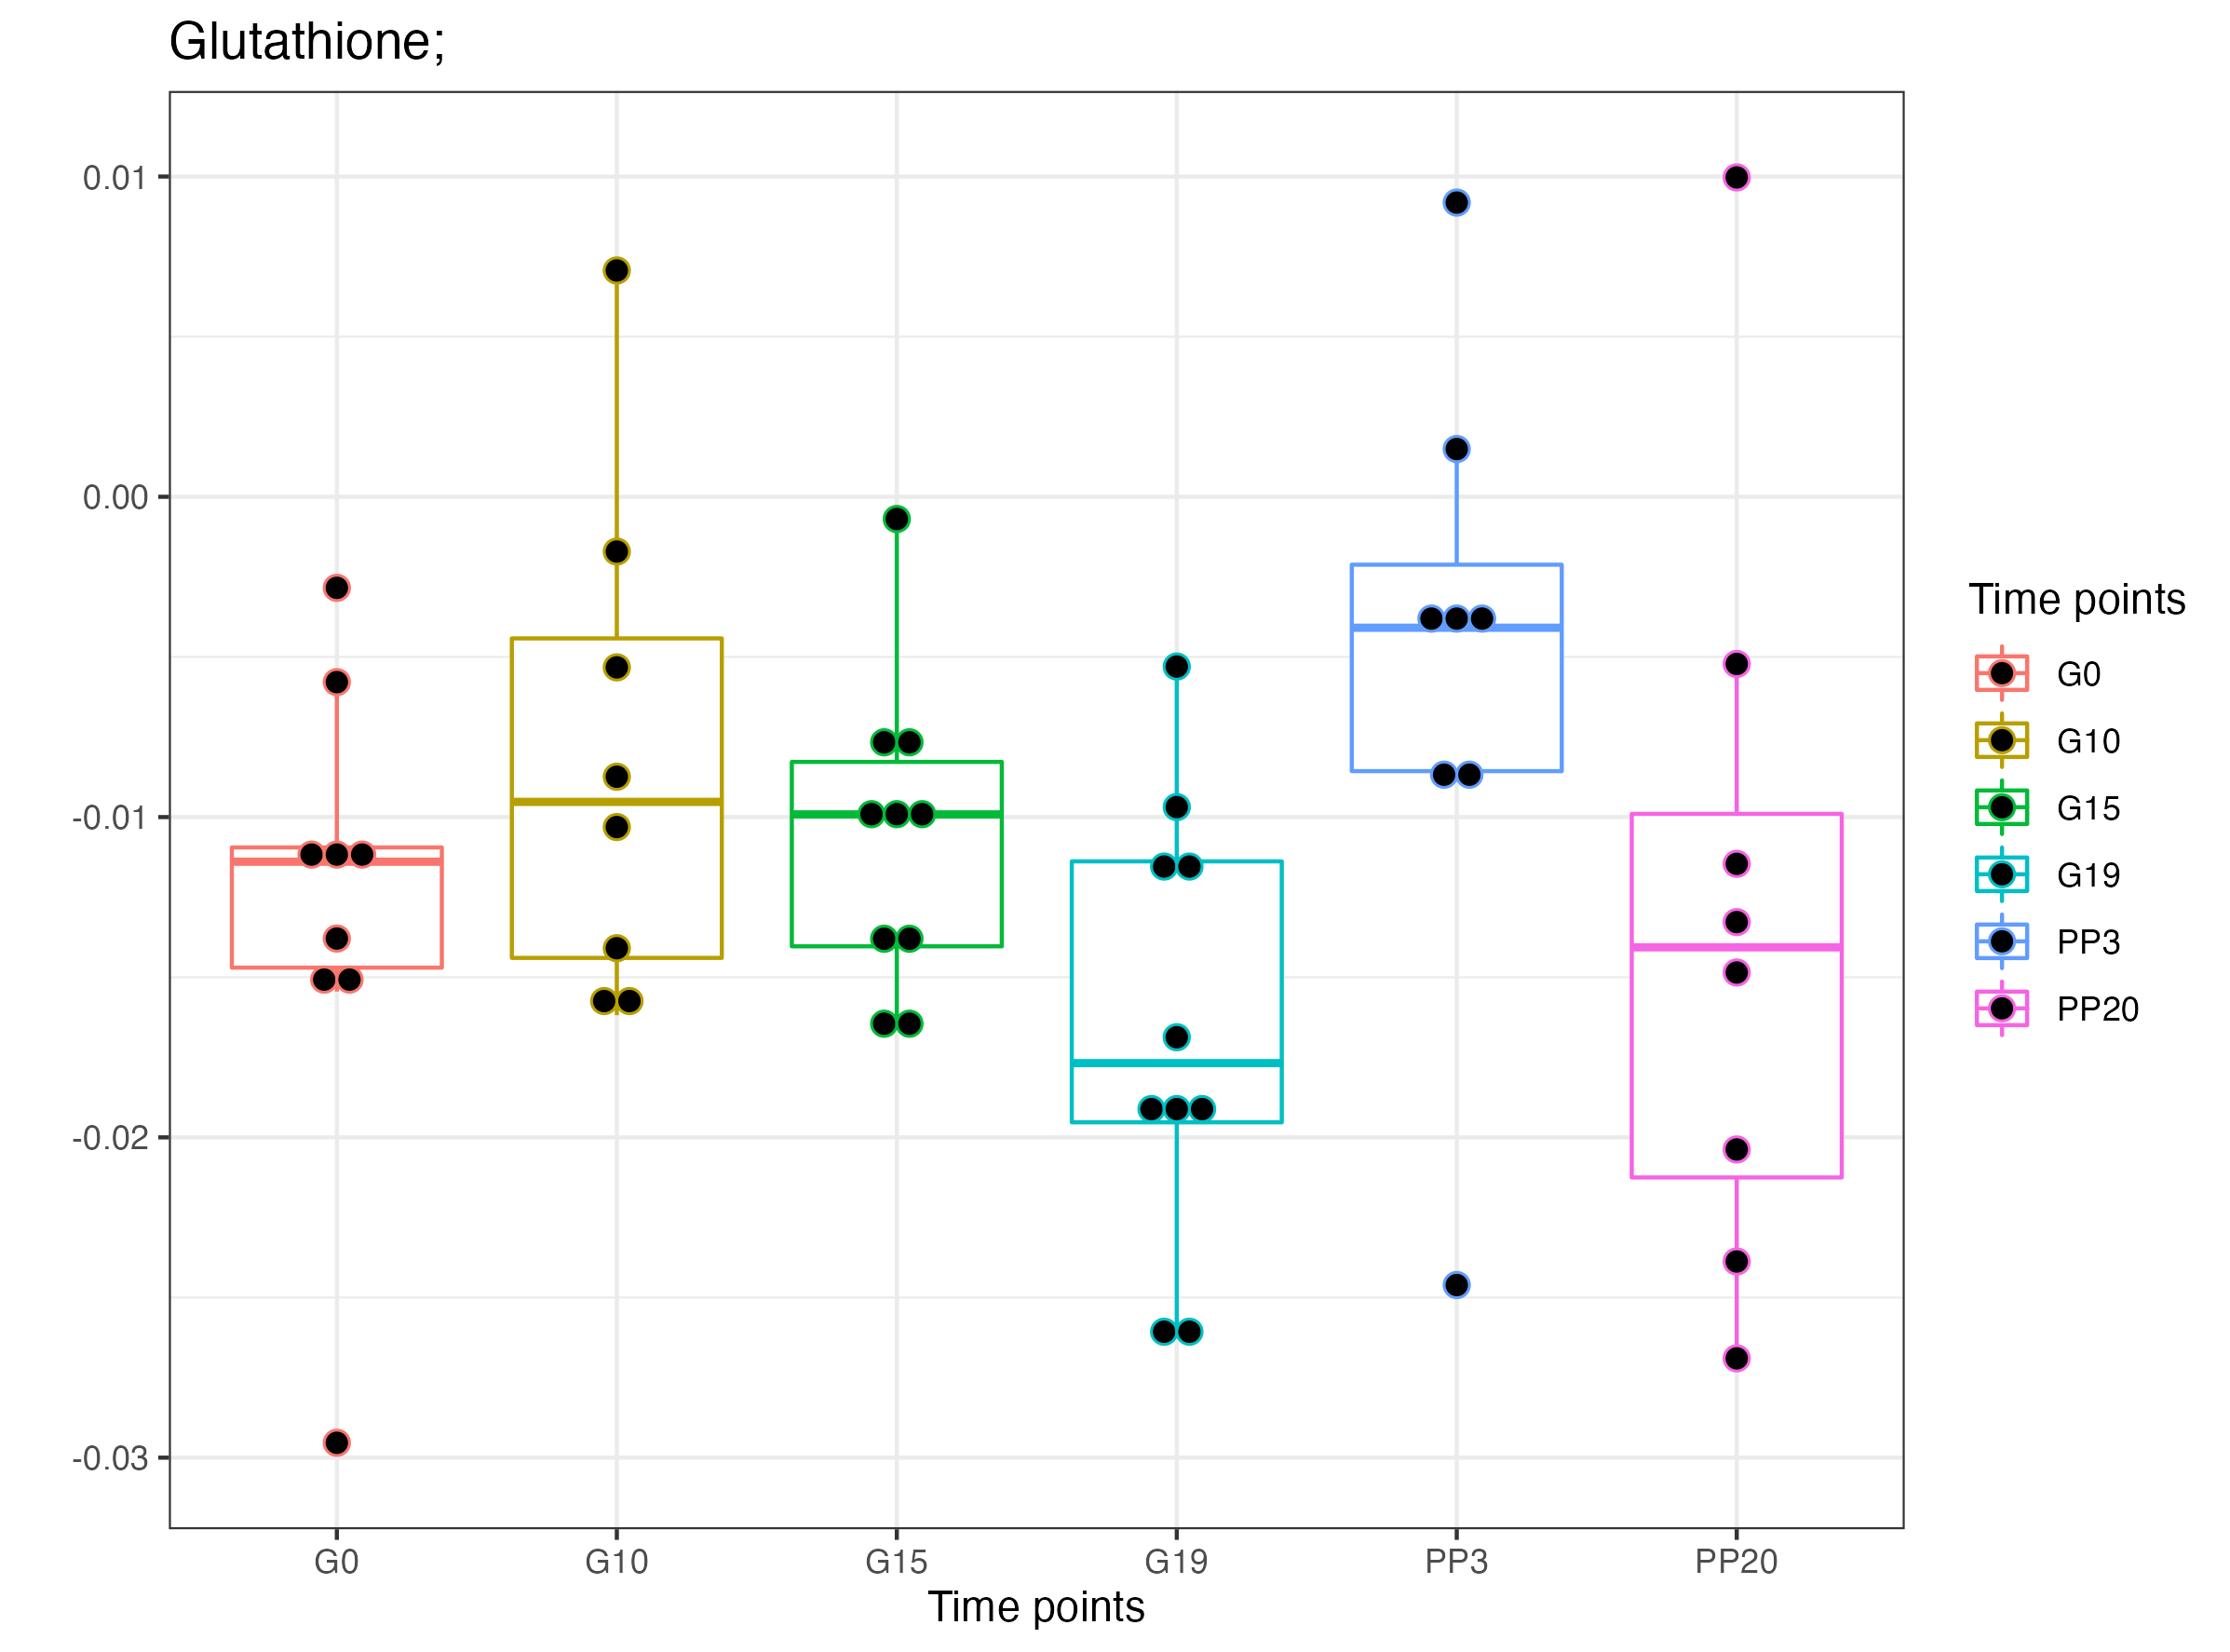 Glutathione;
0.01
0.00
-0.01
-0.02
-0.03
G0 G10 G15 G19 PP3 PP20
Time points
Time points
G0
G10
G15
G19
PP3
PP20